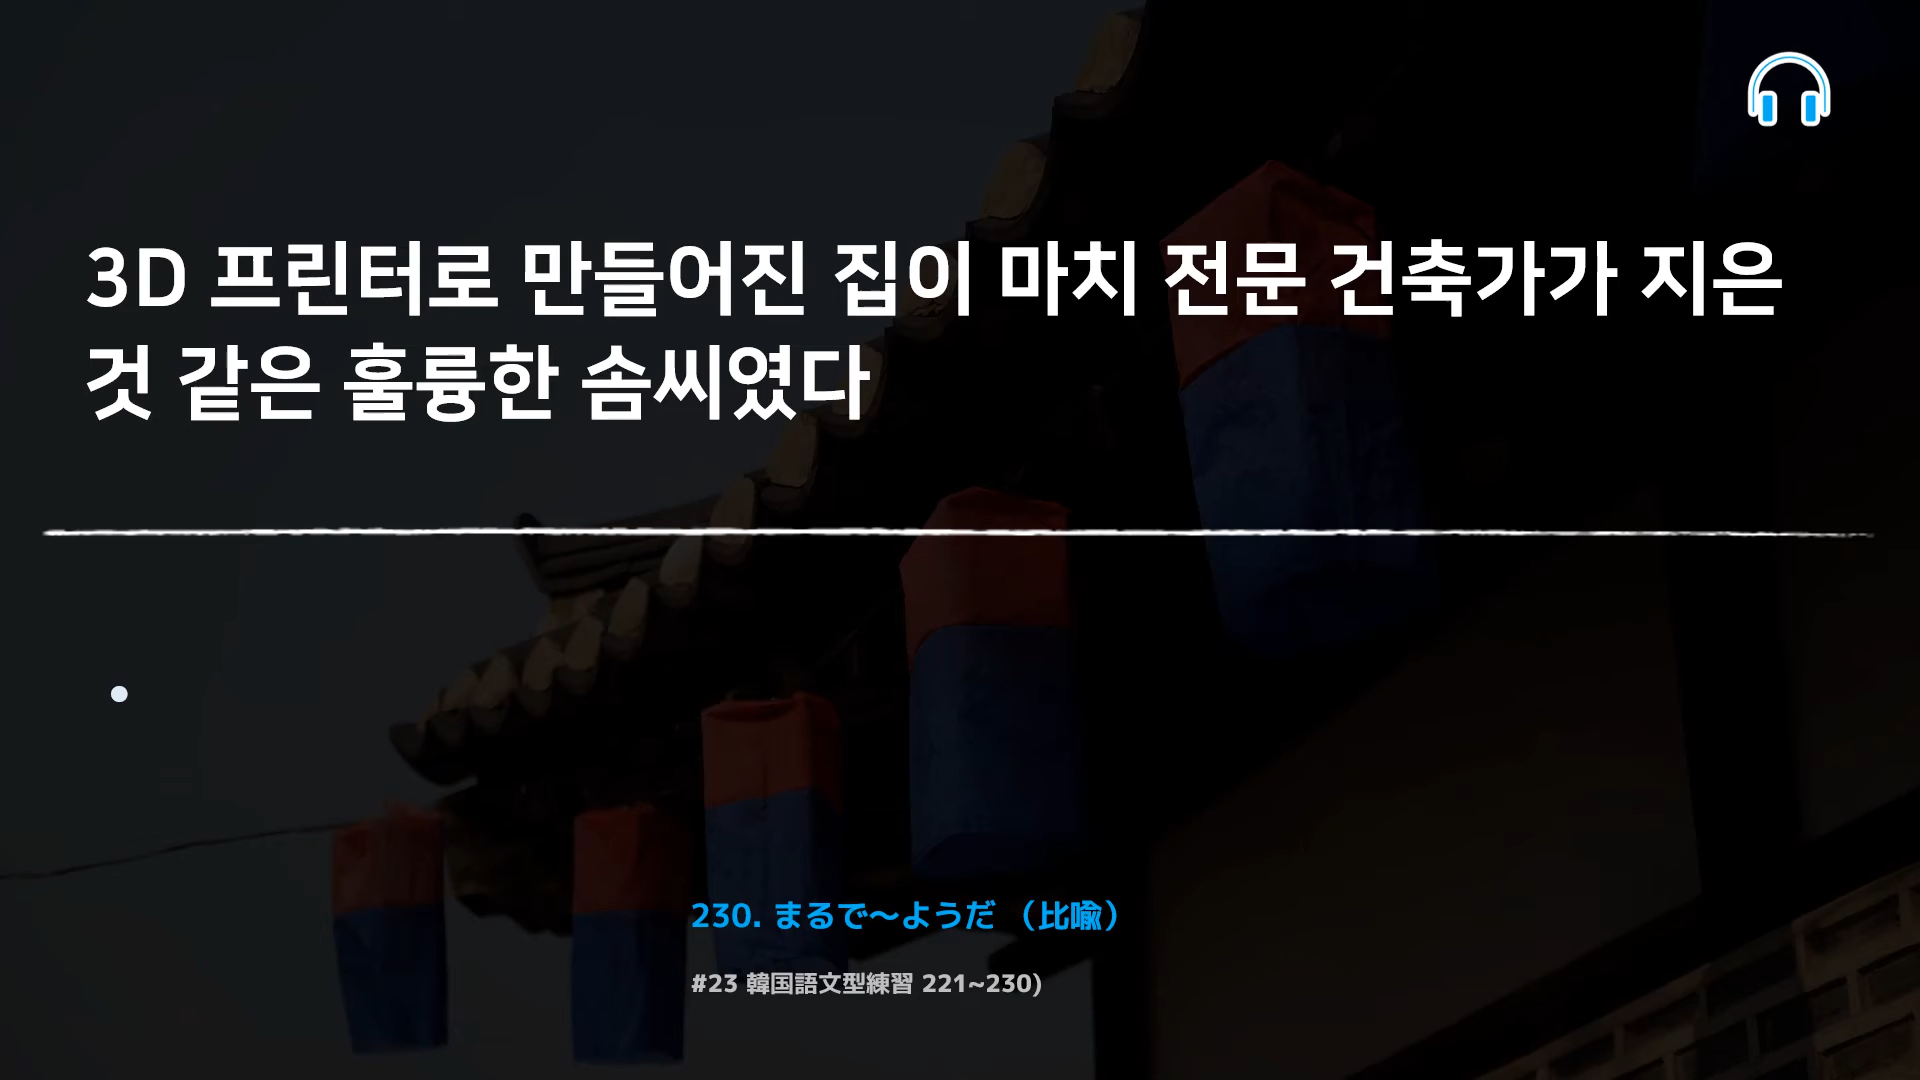 3D 프린터로 만들어진 집이 마치 전문 건축가가 지은
것 같은 훌륭한 솜씨였다
230. まるで～ようだ （比喩）
#23 韓国語文型練習 221~230)